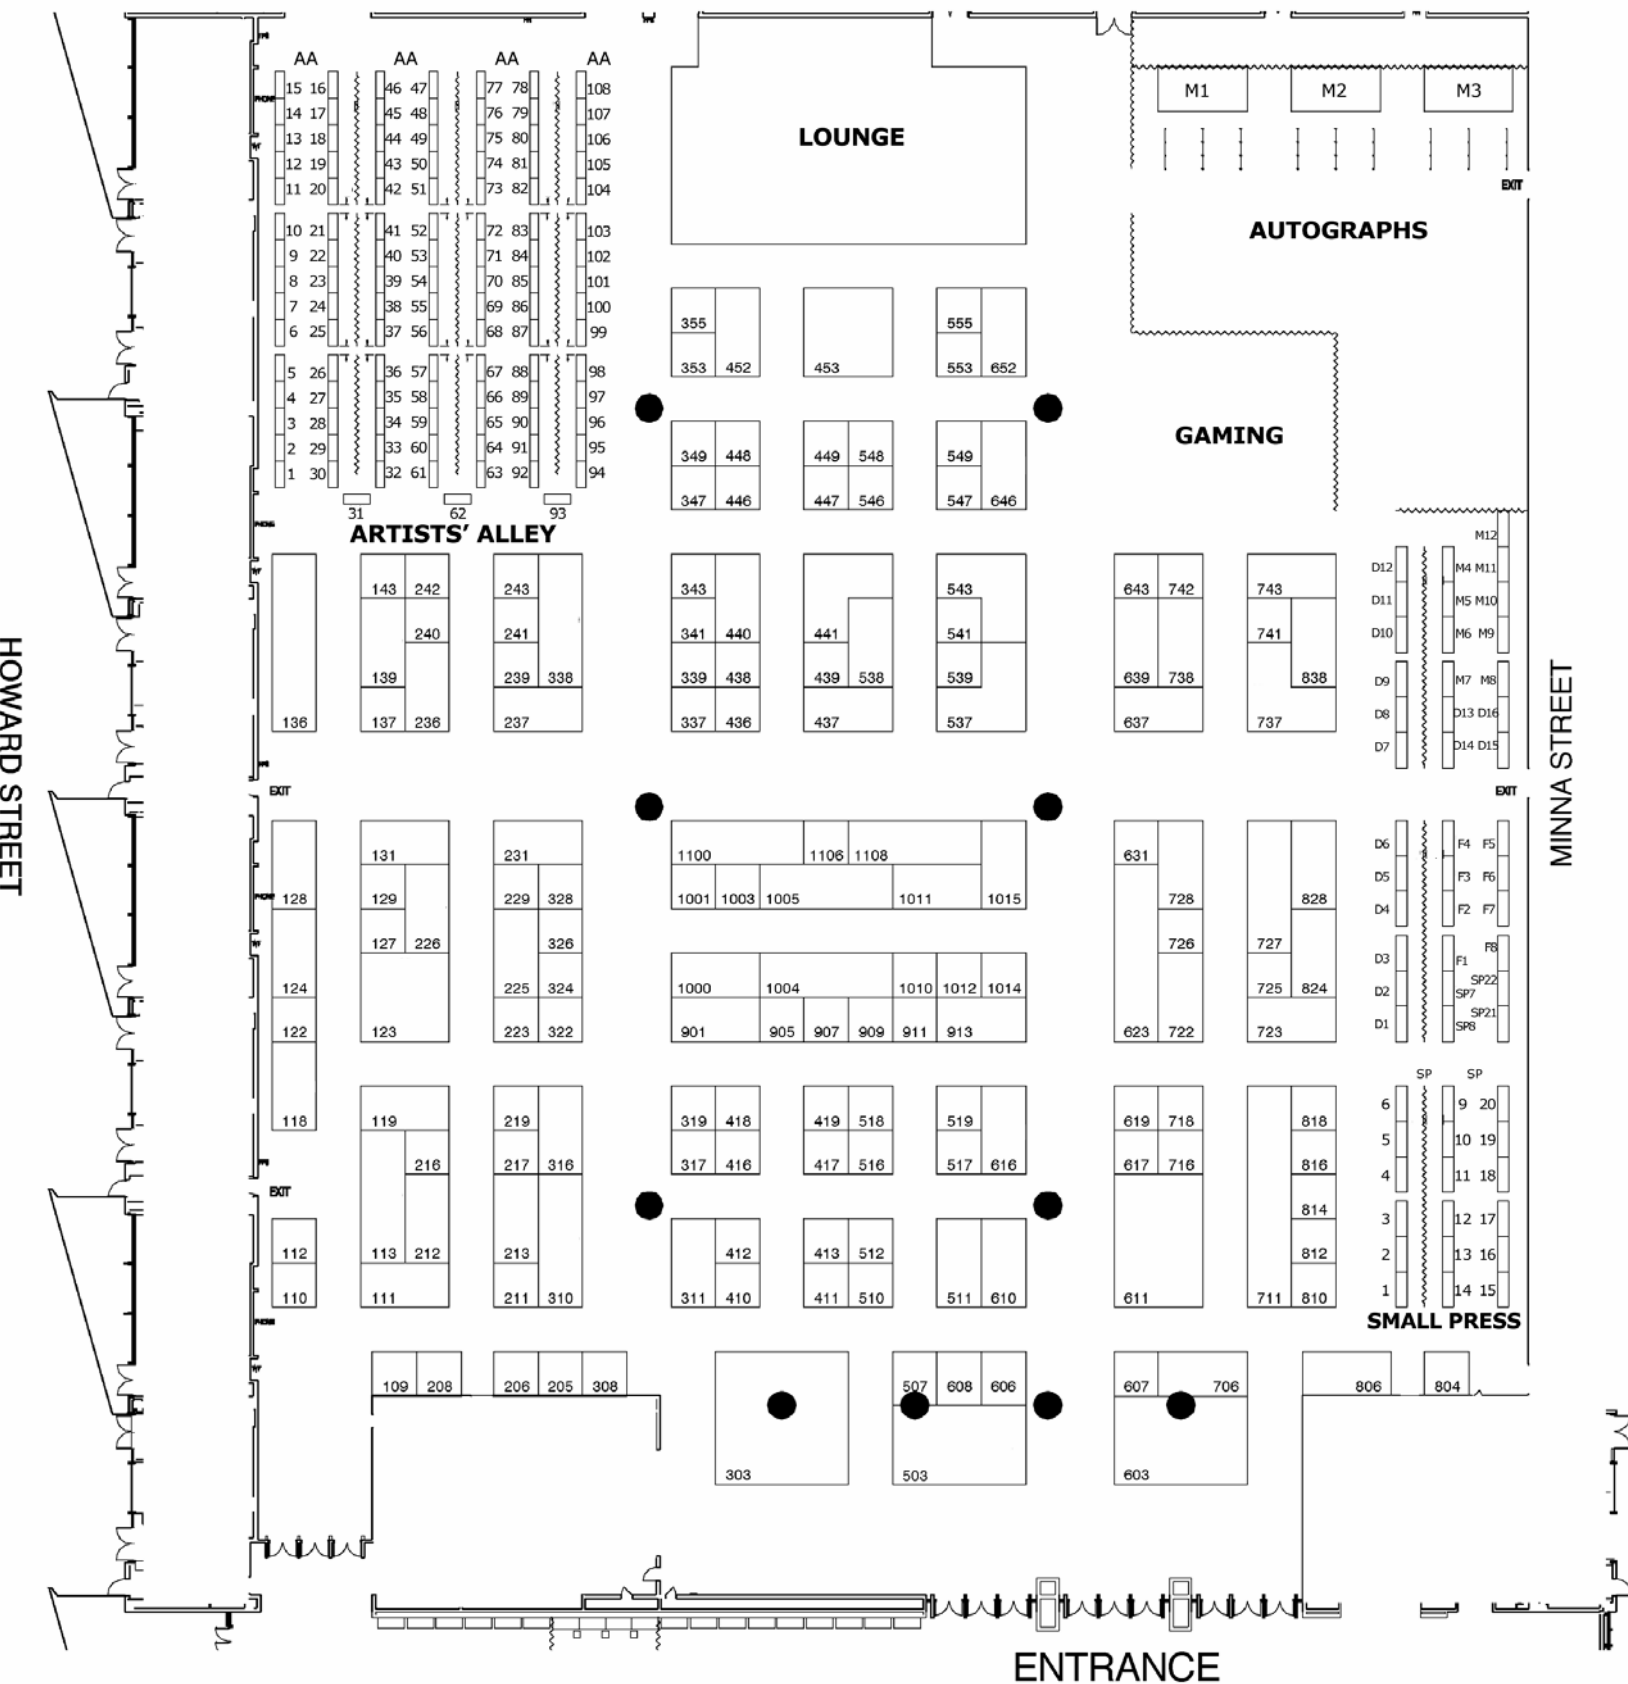 AA AA AA AA
15 16 46 47 77 78 108
14 17 45 48 76 79 107
13 18 44 49 75 80 106
12 19 43 50 74 81 105
11 20 42 51 73 82 104
10 21 41 52 72 83 103
9 22 40 53 71 84 102
8 23 39 54 70 85 101
7 24 38 55 69 86 100
6 25 37 56 68 87 99
5 26 36 57 67 88 98
4 27 35 58 66 89 97
3 28 34 59 65 90 96
2 29 33 60 64 91 95
1 30 32 61 63 92 94
31 62 93
ARTISTS' ALLEY
LOUNGE
M1 M2 M3
EXIT
AUTOGRAPHS
GAMING
355 555
353 452 453 553 652
349 448 449 548 549
347 446 447 546 547 646
M12
143 242 243 343 543 643 742 743 D12 M4 M11
D11 M5 M10
240 241 341 440 441 541 741 D10 M6 M9
139 239 338 339 438 439 538 539 639 738 838 D9 M7 M8
136 137 236 237 337 436 437 537 637 737 D8 D13 D16
D7 D14 D15
HOWARD STREET
MINNA STREET
EXIT EXIT
131 231 1100 1106 1108 631 D6 F4 F5
D5 F3 F6
128 129 229 328 1001 1003 1005 1011 1015 728 828 D4 F2 F7
127 226 326 726 727 F8
D3 F1
124 225 324 1000 1004 1010 1012 1014 725 824 SP22
D2 SP7
SP21
122 123 223 322 901 905 907 909 911 913 623 722 723 D1 SP8
SP SP
118 119 219 319 418 419 518 519 619 718 818 6 9 20
5 10 19
216 217 316 317 416 417 516 517 616 617 716 816 4 11 18
EXIT
814 3 12 17
112 113 212 213 412 413 512 812 2 13 16
110 111 211 310 311 410 411 510 511 610 611 711 810 1 14 15
SMALL PRESS
109 208 206 205 308 507 608 606 607 706 806 804
303 503 603
ENTRANCE